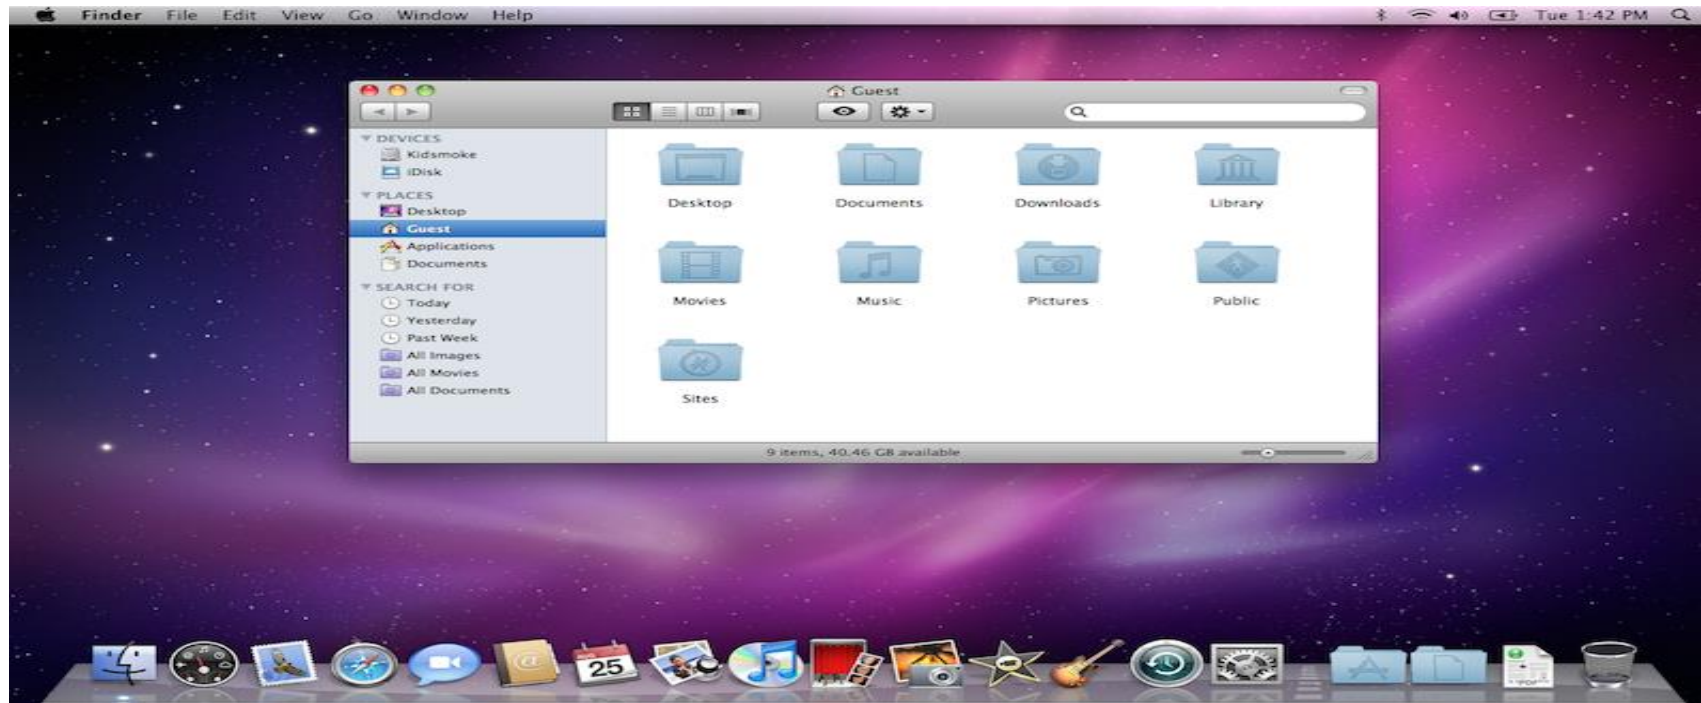 Finder File Edit View Go Window Help Tue 1:42 PM
Guest
DEVICES
Kidsmoke
iDisk
PLACES
Desktop
Guest
Applications
Documents
SEARCH FOR
Today
Yesterday
Past Week
All Images
All Movies
All Documents
Desktop Documents Downloads Library
Movies Music Pictures Public
Sites
9 items, 40.46 GB available
@
25
PDF